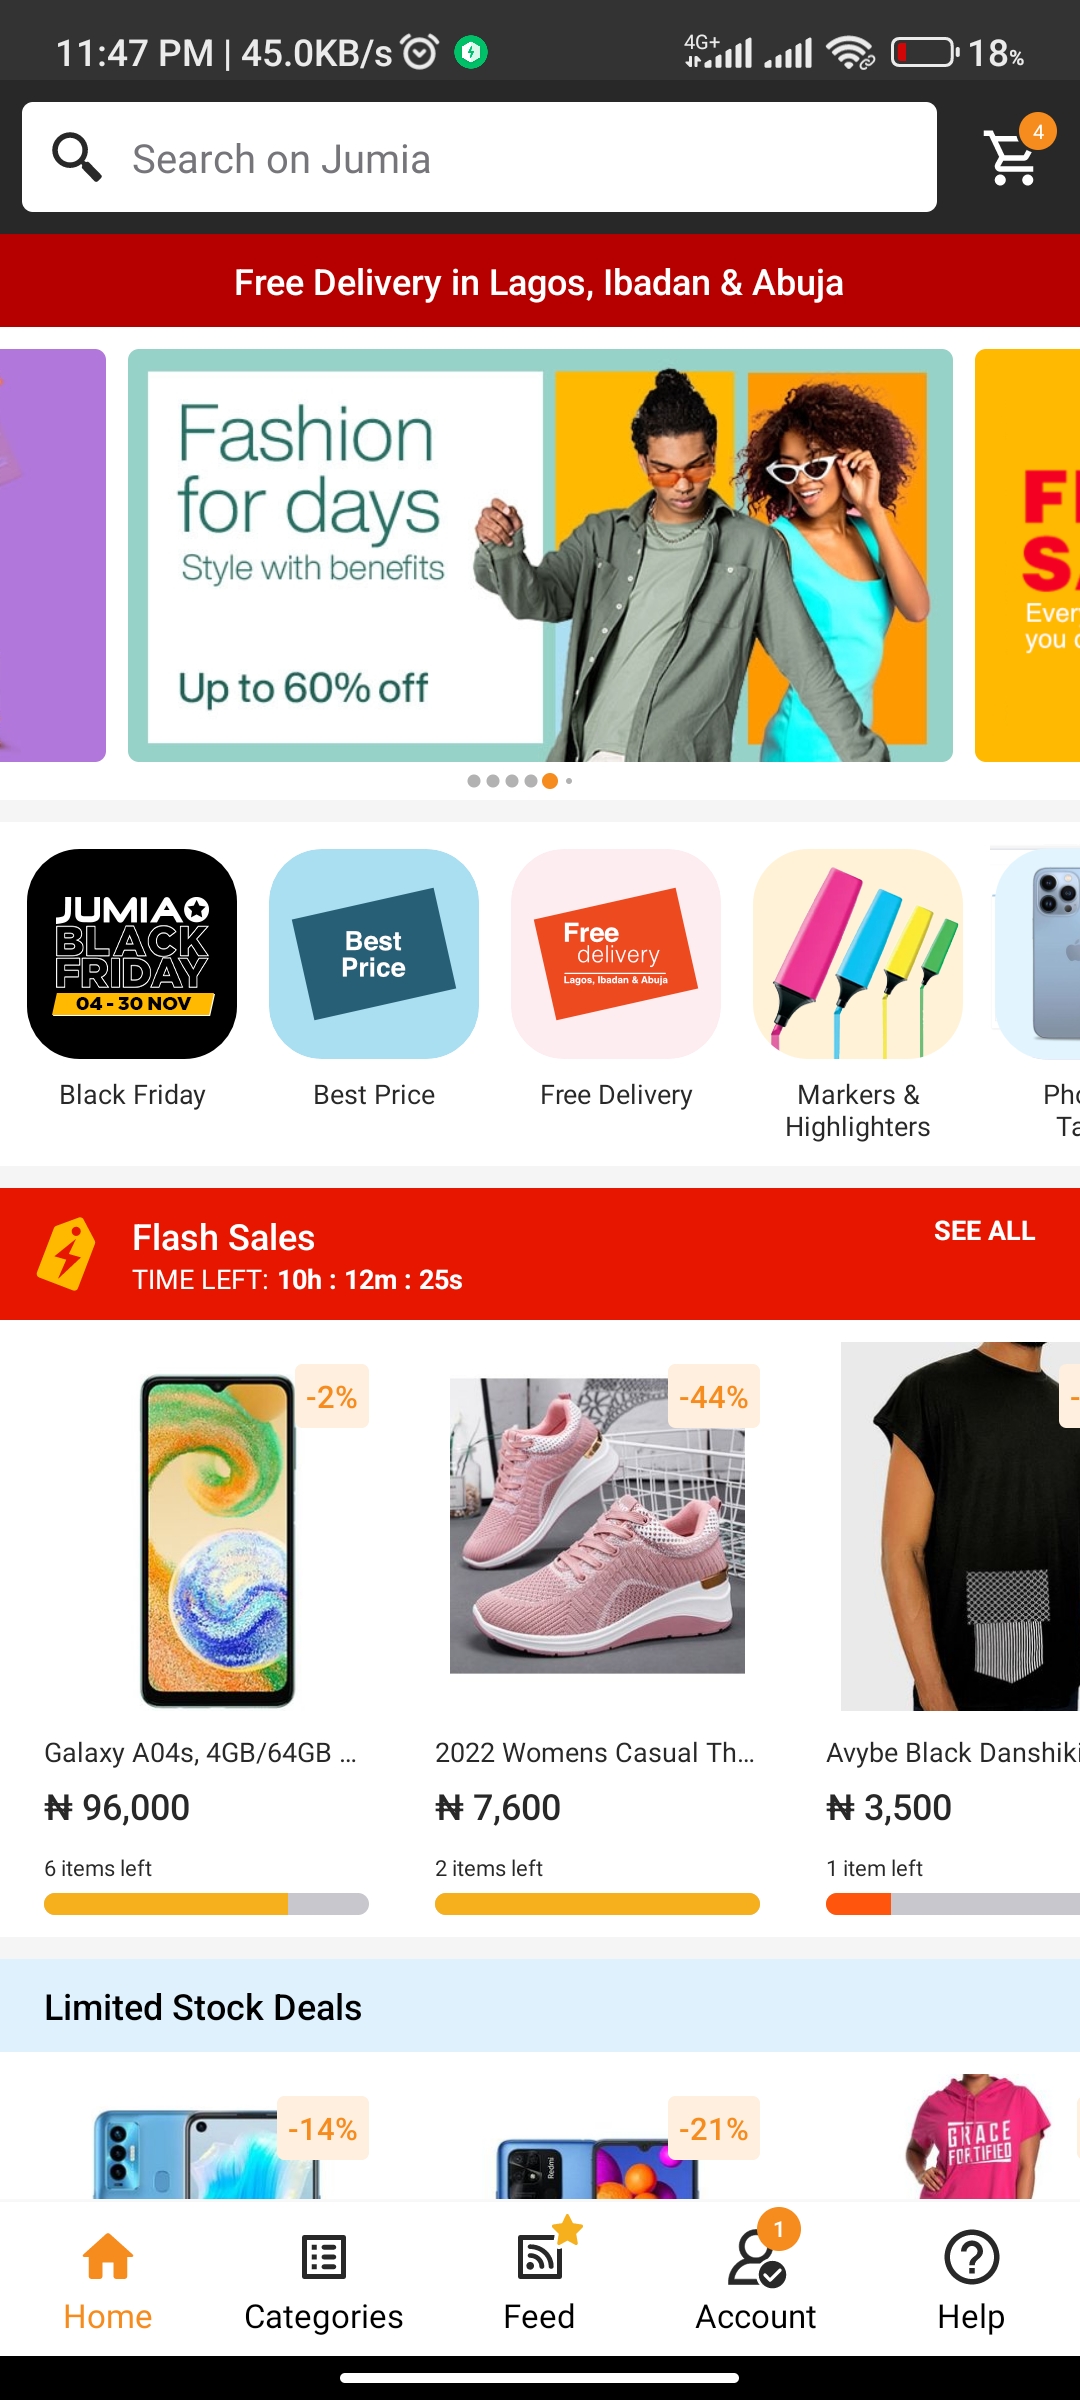 11:47 PM | 45.0KB/s
4G+
18%
Search on Jumia
4
Free Delivery in Lagos, Ibadan & Abuja
Fashion
for days
Style with benefits
Up to 60% off
JUMIA
BLACK
FRIDAY
04 - 30 NOV
Best
Price
Free
delivery
Lagos, Ibadan & Abuja
Black Friday
Best Price
Free Delivery
Markers &
Highlighters
Flash Sales
SEE ALL
TIME LEFT: 10h : 12m : 25s
-2%
-44%
Galaxy A04s, 4GB/64GB ...
₦ 96,000
6 items left
2022 Womens Casual Th...
₦ 7,600
2 items left
Avybe Black Danshiki
₦ 3,500
1 item left
Limited Stock Deals
-14%
-21%
Redmi
GRACE
FORTIFIED
1
Home
Categories
Feed
Account
Help